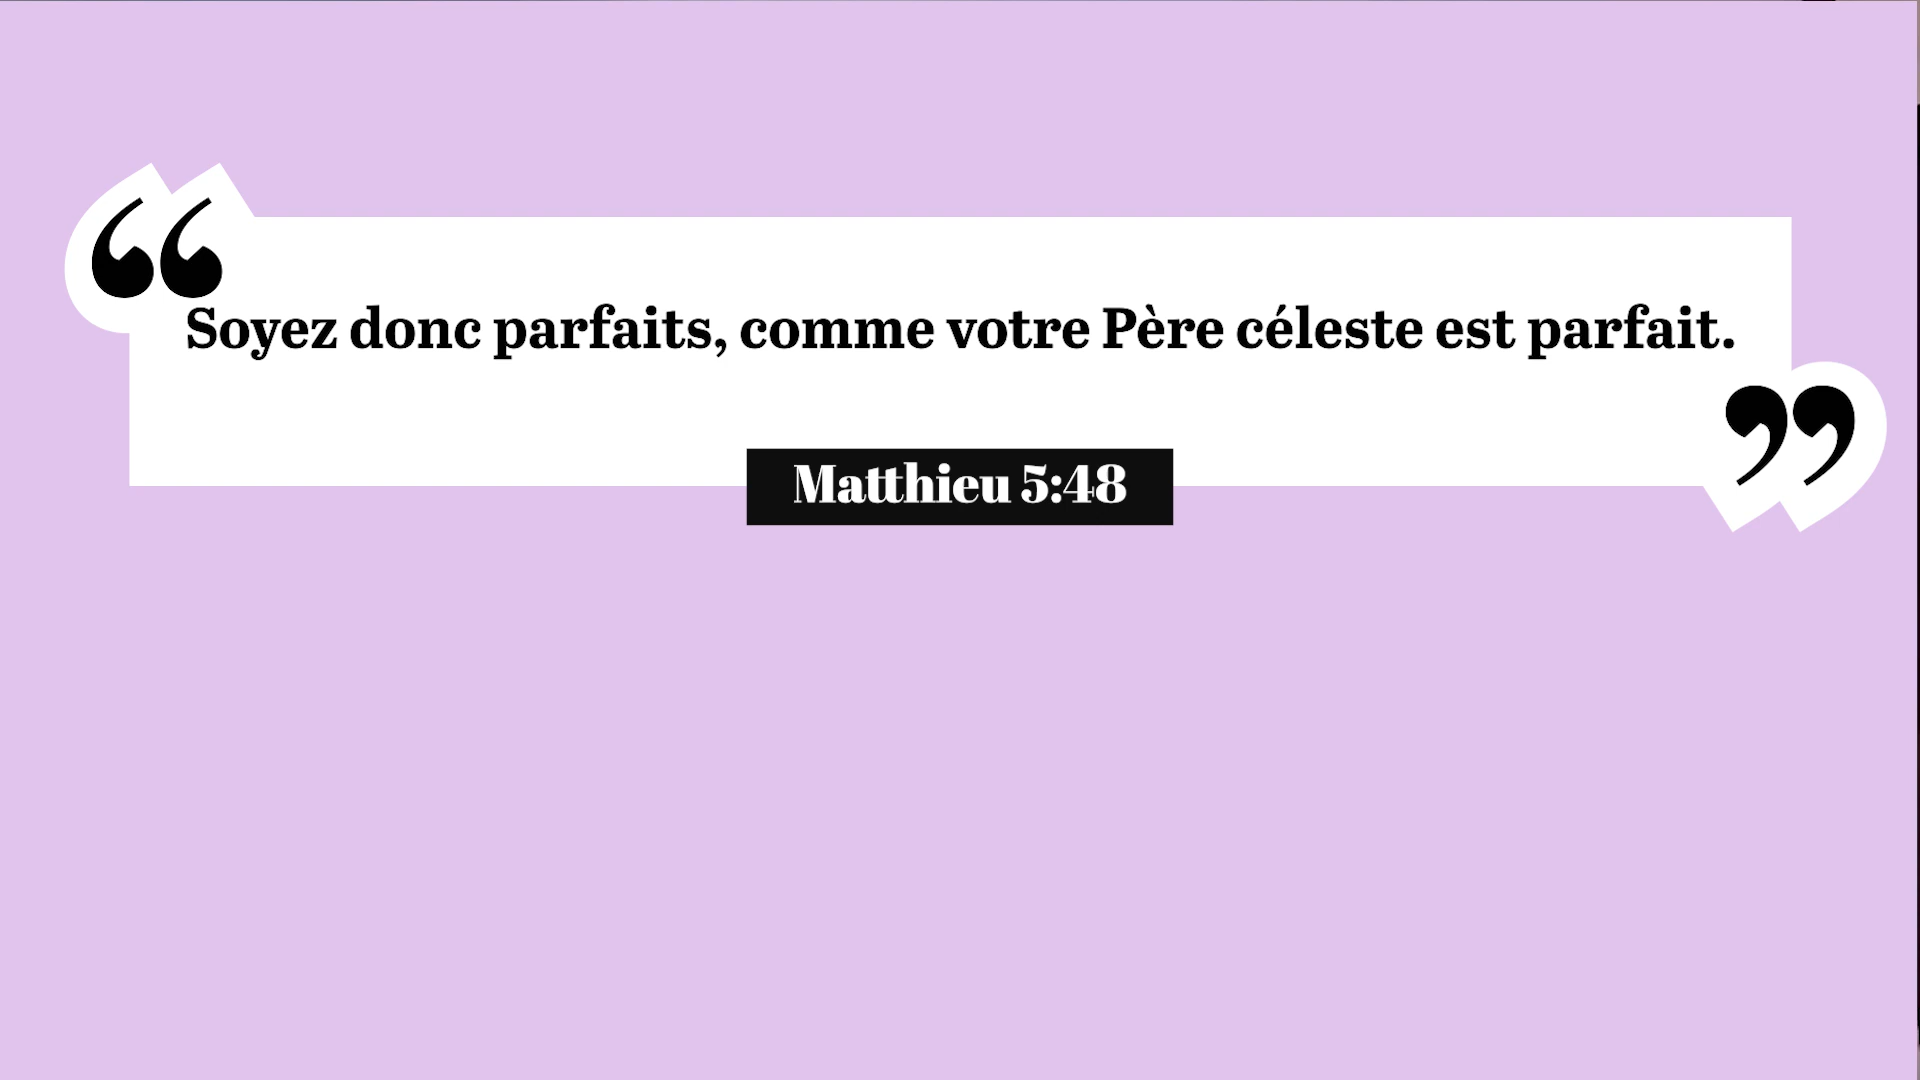 “
Soyez donc parfaits, comme votre Père céleste est parfait.
”
Matthieu 5:48